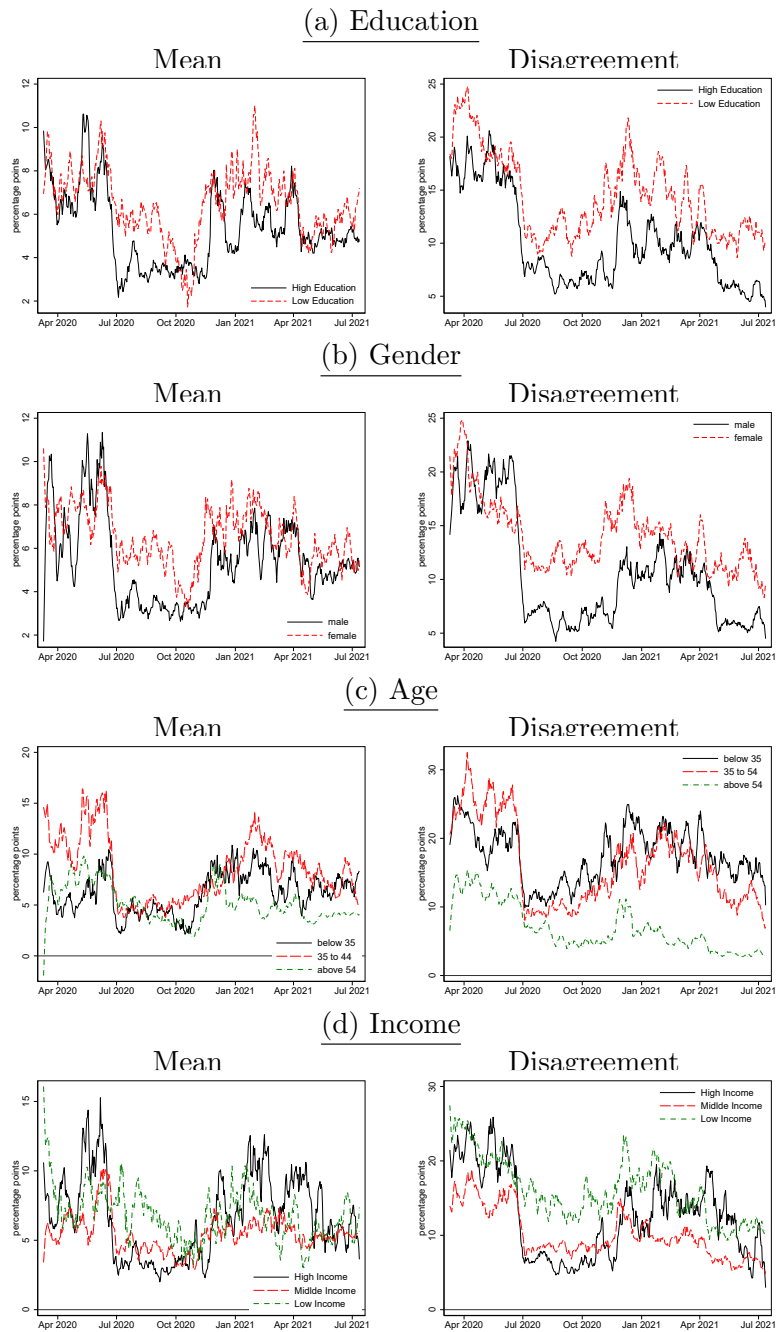 (a) Education
Mean Disagreement
percentage points
2 4 6 8 10 12
High Education
Low Education
Apr 2020 Jul 2020 Oct 2020 Jan 2021 Apr 2021 Jul 2021
percentage points
5 10 15 20 25
High Education
Low Education
Apr 2020 Jul 2020 Oct 2020 Jan 2021 Apr 2021 Jul 2021
(b) Gender
Mean Disagreement
percentage points
2 4 6 8 10 12
male
female
Apr 2020 Jul 2020 Oct 2020 Jan 2021 Apr 2021 Jul 2021
percentage points
5 10 15 20 25
male
female
Apr 2020 Jul 2020 Oct 2020 Jan 2021 Apr 2021 Jul 2021
(c) Age
Mean Disagreement
percentage points
0 5 10 15 20
below 35
35 to 44
above 54
Apr 2020 Jul 2020 Oct 2020 Jan 2021 Apr 2021 Jul 2021
percentage points
0 10 20 30
below 35
35 to 54
above 54
Apr 2020 Jul 2020 Oct 2020 Jan 2021 Apr 2021 Jul 2021
(d) Income
Mean Disagreement
percentage points
0 5 10 15
High Income
Midlde Income
Low Income
Apr 2020 Jul 2020 Oct 2020 Jan 2021 Apr 2021 Jul 2021
percentage points
0 10 20 30
High Income
Midlde Income
Low Income
Apr 2020 Jul 2020 Oct 2020 Jan 2021 Apr 2021 Jul 2021